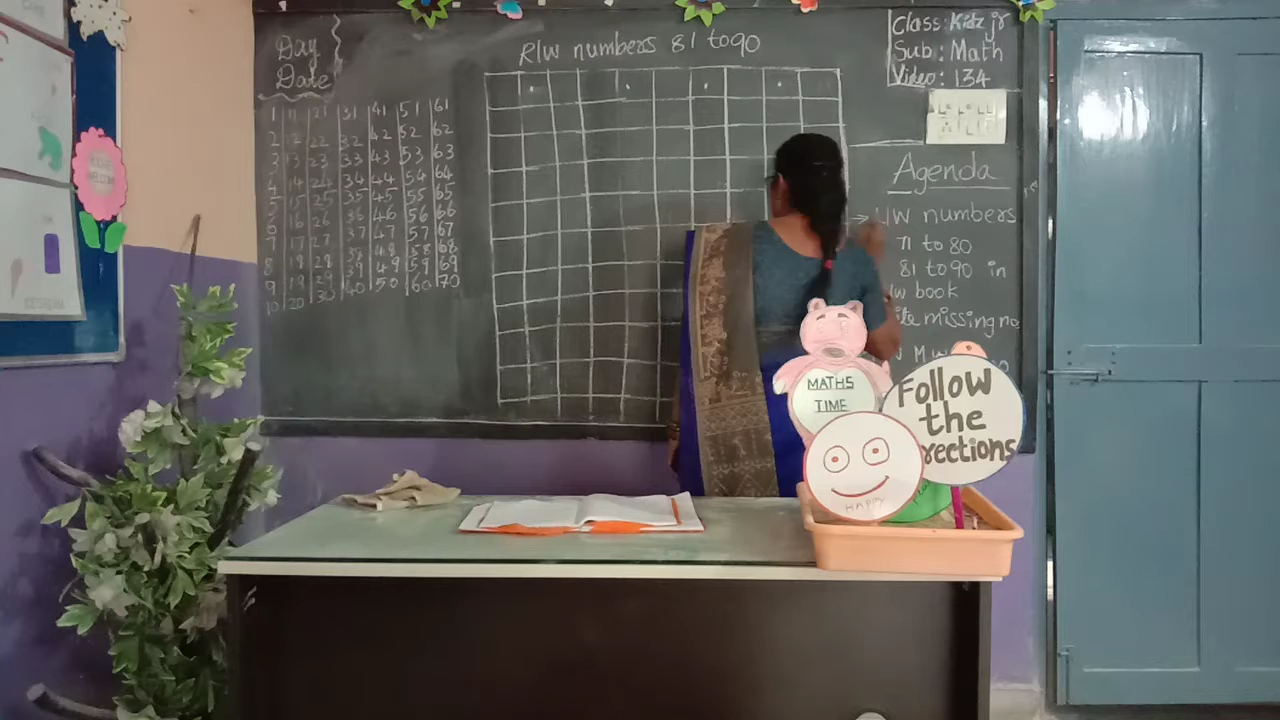 Day
Date
R/w numbers 81 to 90
Class: Kidz jr
Sub: Math
Video: 134
1 11 21 31 41 51 61
2 12 22 32 42 52 62
3 13 23 33 43 53 63
4 14 24 34 44 54 64
5 15 25 35 45 55 65
6 16 26 36 46 56 66
7 17 27 37 47 57 67
8 18 28 38 48 58 68
9 19 29 39 49 59 69
10 20 30 40 50 60 70
Agenda
numbers
71 to 80
81 to 90 in
book
missing no
MATHS
TIME
Follow
the
HAPPY